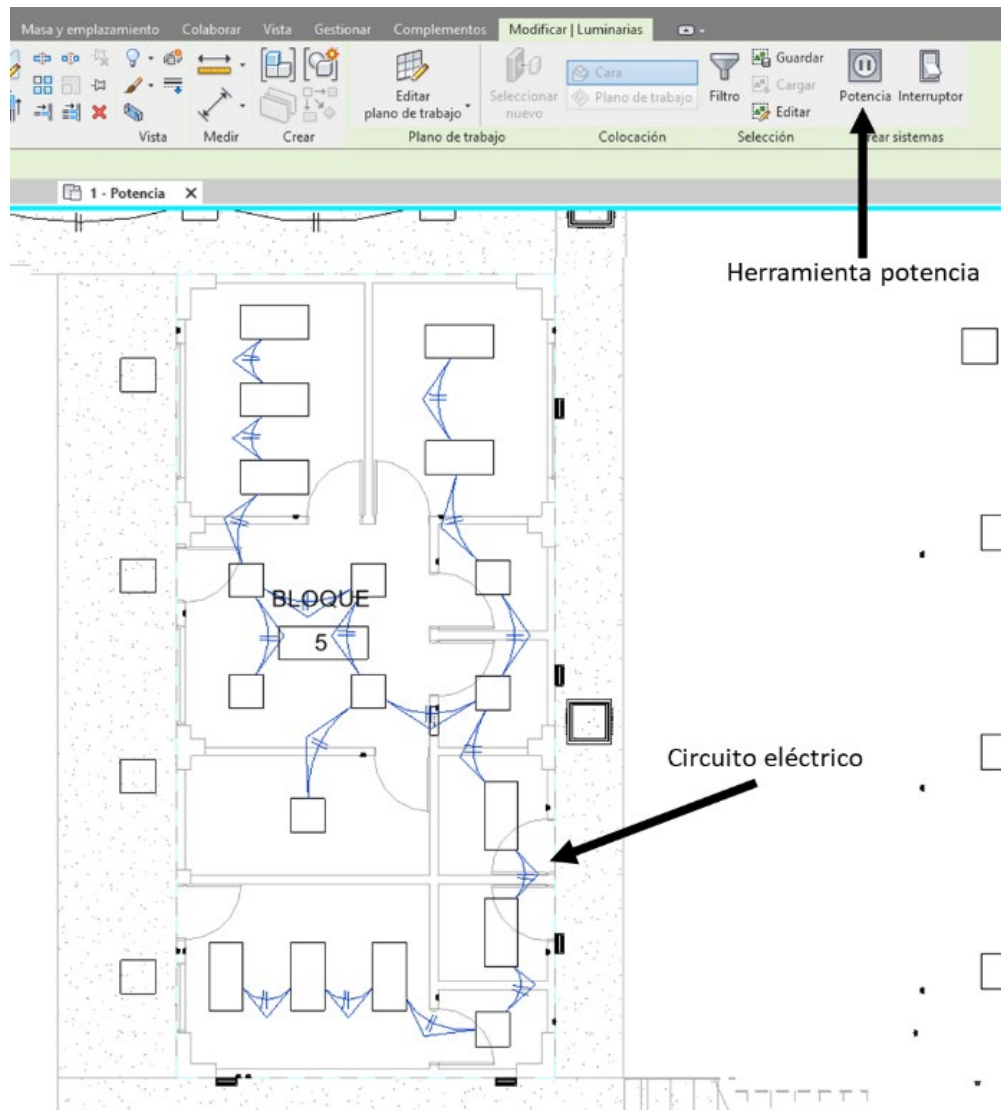 Masa y emplazamiento Colaborar Vista Gestionar Complementos Modificar | Luminarias
Editar
plano de trabajo
Seleccionar
nuevo
Cara
Plano de trabajo
Filtro
Guardar
Cargar
Editar
Potencia Interruptor
Vista Medir Crear Plano de trabajo Colocación Selección Crear sistemas
1 - Potencia X
Herramienta potencia
BLOQUE
5
Circuito eléctrico